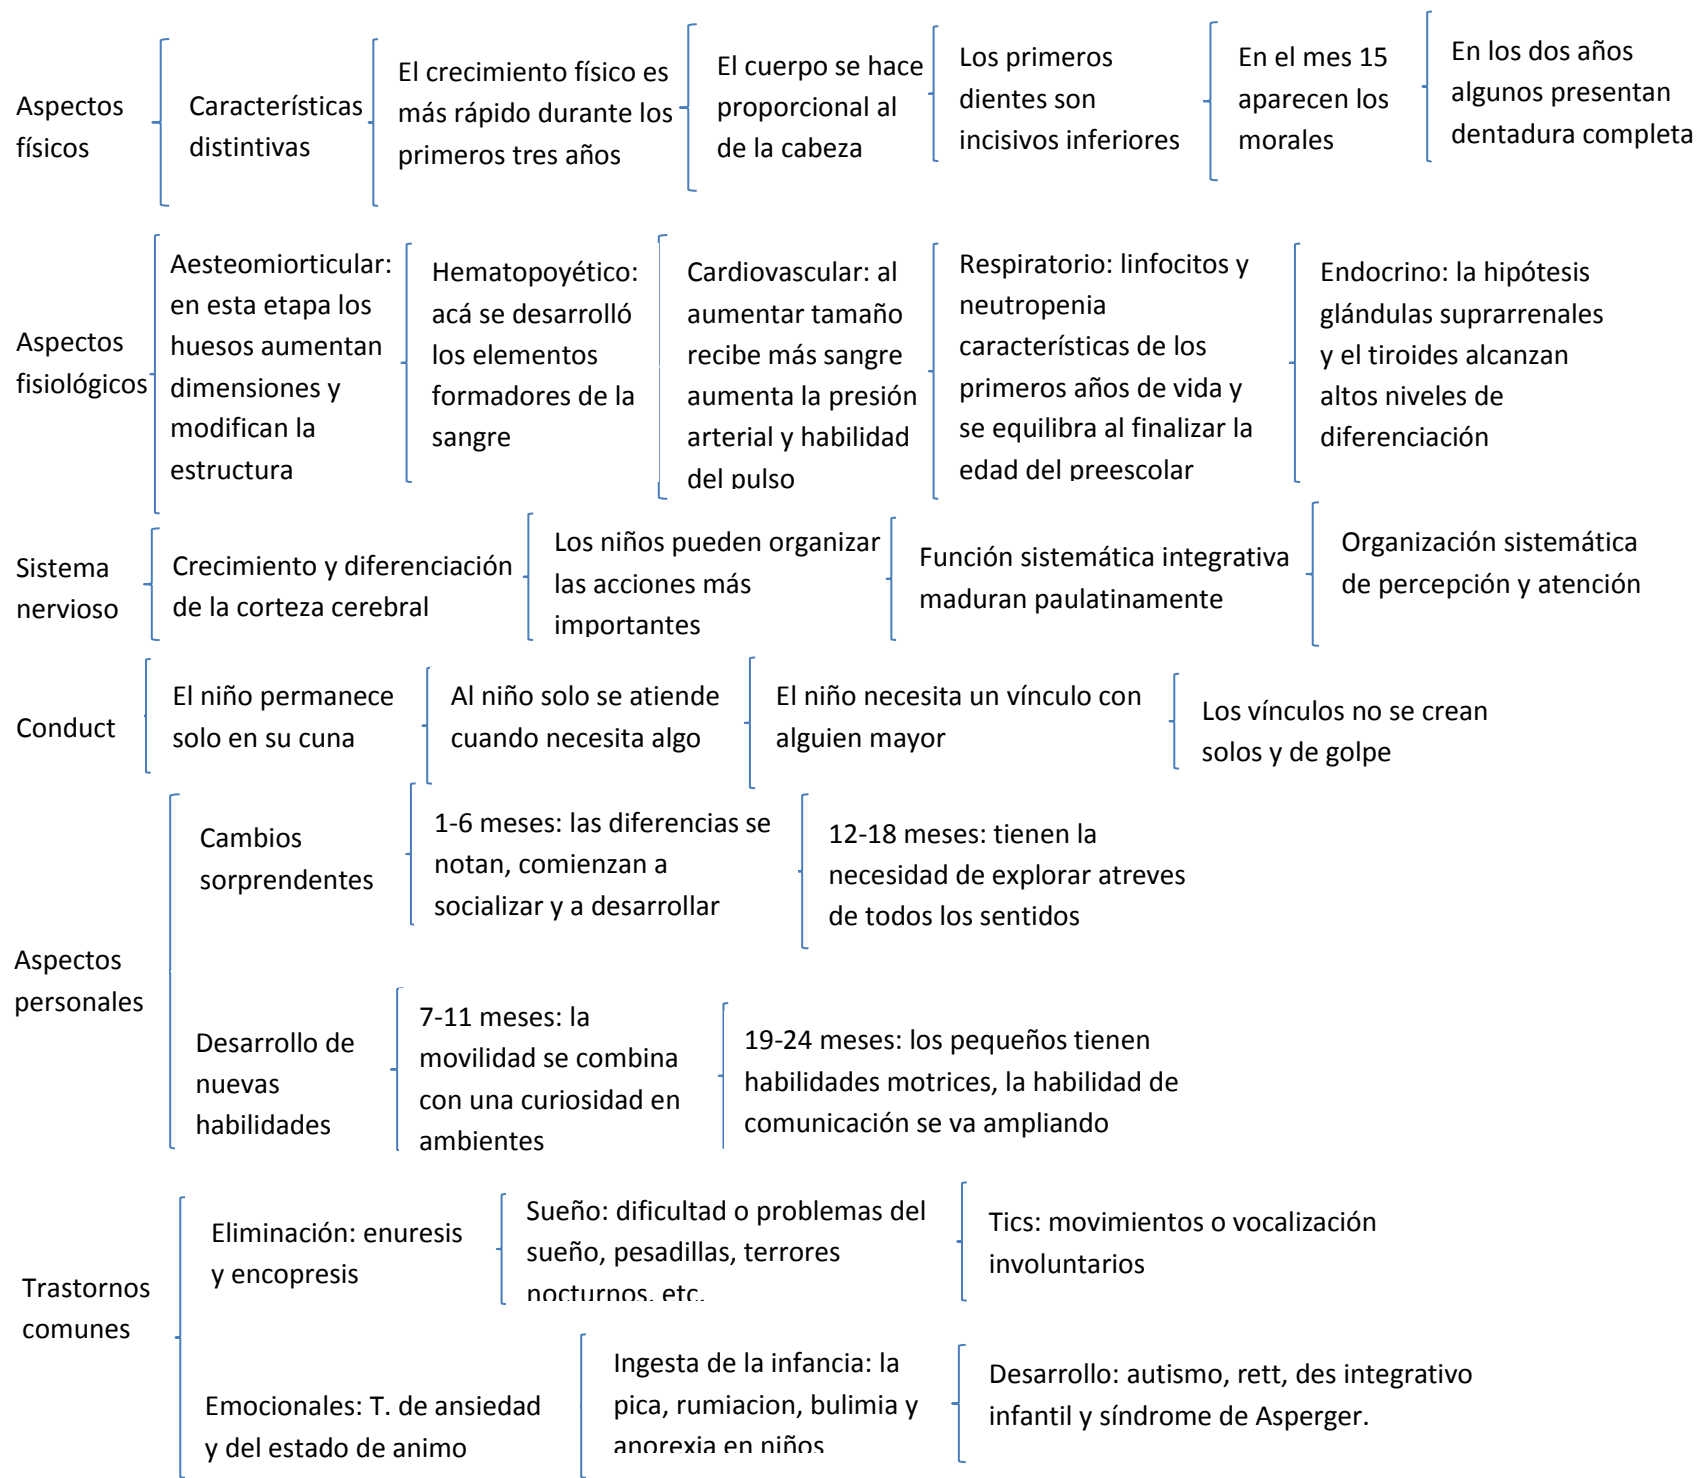 Aspectos
físicos
Características
distintivas
El crecimiento físico es
más rápido durante los
primeros tres años
El cuerpo se hace
proporcional al
de la cabeza
Los primeros
dientes son
incisivos inferiores
En el mes 15
aparecen los
morales
En los dos años
algunos presentan
dentadura completa
Aspectos
fisiológicos
Aesteomiorticular:
en esta etapa los
huesos aumentan
dimensiones y
modifican la
estructura
Hematopoyético:
acá se desarrolló
los elementos
formadores de la
sangre
Cardiovascular: al
aumentar tamaño
recibe más sangre
aumenta la presión
arterial y habilidad
del pulso
Respiratorio: linfocitos y
neutropenia
características de los
primeros años de vida y
se equilibra al finalizar la
edad del preescolar
Endocrino: la hipótesis
glándulas suprarrenales
y el tiroides alcanzan
altos niveles de
diferenciación
Sistema
nervioso
Crecimiento y diferenciación
de la corteza cerebral
Los niños pueden organizar
las acciones más
importantes
Función sistemática integrativa
maduran paulatinamente
Organización sistemática
de percepción y atención
Conduct
El niño permanece
solo en su cuna
Al niño solo se atiende
cuando necesita algo
El niño necesita un vínculo con
alguien mayor
Los vínculos no se crean
solos y de golpe
Aspectos
personales
Cambios
sorprendentes
1-6 meses: las diferencias se
notan, comienzan a
socializar y a desarrollar
12-18 meses: tienen la
necesidad de explorar atreves
de todos los sentidos
Desarrollo de
nuevas
habilidades
7-11 meses: la
movilidad se combina
con una curiosidad en
ambientes
19-24 meses: los pequeños tienen
habilidades motrices, la habilidad de
comunicación se va ampliando
Trastornos
comunes
Eliminación: enuresis
y encopresis
Sueño: dificultad o problemas del
sueño, pesadillas, terrores
nocturnos, etc.
Tics: movimientos o vocalización
involuntarios
Emocionales: T. de ansiedad
y del estado de animo
Ingesta de la infancia: la
pica, rumiacion, bulimia y
anorexia en niños
Desarrollo: autismo, rett, des integrativo
infantil y síndrome de Asperger.